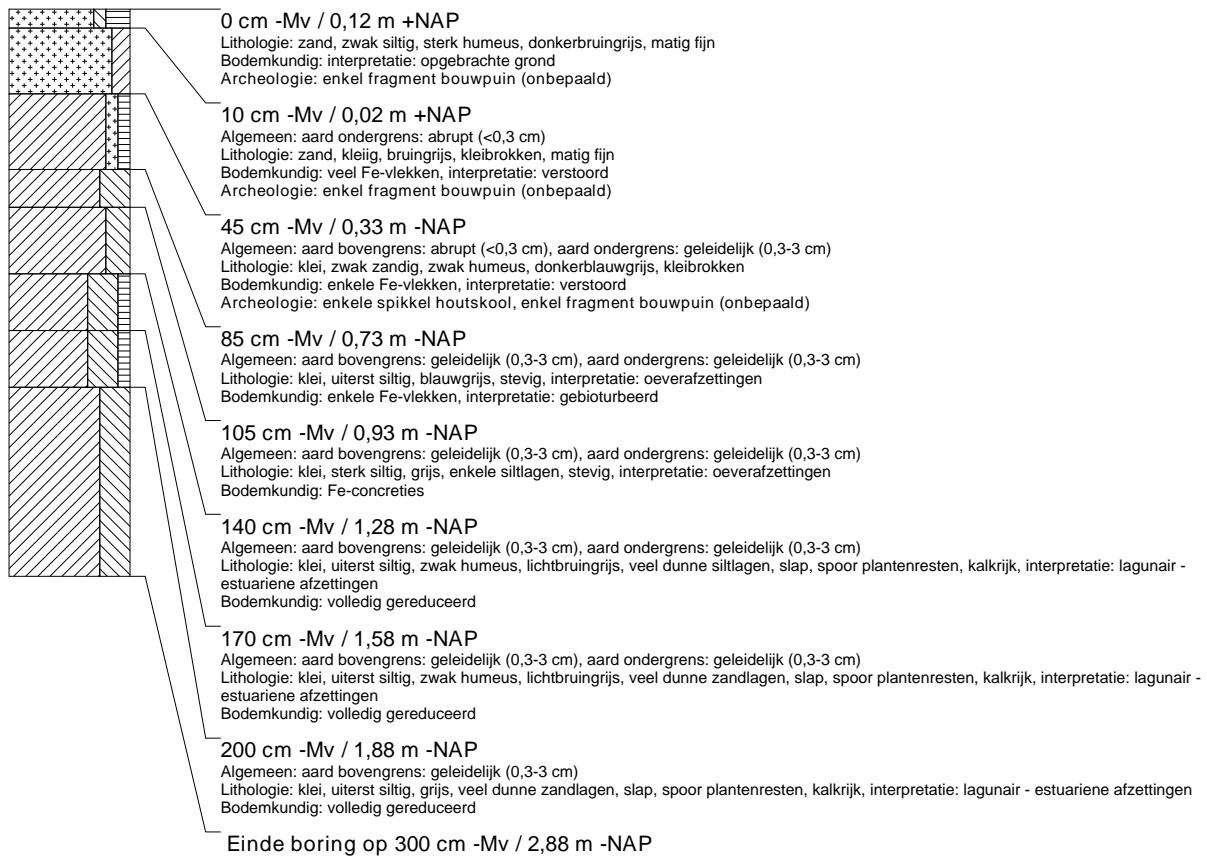 0 cm -Mv / 0,12 m +NAP
Lithologie: zand, zwak siltig, sterk humeus, donkerbruingrijs, matig fijn
Bodemkundig: interpretatie: opgebrachte grond
Archeologie: enkel fragment bouwpuin (onbepaald)
10 cm -Mv / 0,02 m +NAP
Algemeen: aard ondergrens: abrupt (<0,3 cm)
Lithologie: zand, kleiig, bruingrijs, kleibrokken, matig fijn
Bodemkundig: veel Fe-vlekken, interpretatie: verstoord
Archeologie: enkel fragment bouwpuin (onbepaald)
45 cm -Mv / 0,33 m -NAP
Algemeen: aard bovengrens: abrupt (<0,3 cm), aard ondergrens: geleidelijk (0,3-3 cm)
Lithologie: klei, zwak zandig, zwak humeus, donkerblauwgrijs, kleibrokken
Bodemkundig: enkele Fe-vlekken, interpretatie: verstoord
Archeologie: enkele spikkel houtskool, enkel fragment bouwpuin (onbepaald)
85 cm -Mv / 0,73 m -NAP
Algemeen: aard bovengrens: geleidelijk (0,3-3 cm), aard ondergrens: geleidelijk (0,3-3 cm)
Lithologie: klei, uiterst siltig, blauwgrijs, stevig, interpretatie: oeverafzettingen
Bodemkundig: enkele Fe-vlekken, interpretatie: gebioturbeerd
105 cm -Mv / 0,93 m -NAP
Algemeen: aard bovengrens: geleidelijk (0,3-3 cm), aard ondergrens: geleidelijk (0,3-3 cm)
Lithologie: klei, sterk siltig, grijs, enkele siltlagen, stevig, interpretatie: oeverafzettingen
Bodemkundig: Fe-concreties
140 cm -Mv / 1,28 m -NAP
Algemeen: aard bovengrens: geleidelijk (0,3-3 cm), aard ondergrens: geleidelijk (0,3-3 cm)
Lithologie: klei, uiterst siltig, zwak humeus, lichtbruingrijs, veel dunne siltlagen, slap, spoor plantenresten, kalkrijk, interpretatie: lagunair -
estuariene afzettingen
Bodemkundig: volledig gereduceerd
170 cm -Mv / 1,58 m -NAP
Algemeen: aard bovengrens: geleidelijk (0,3-3 cm), aard ondergrens: geleidelijk (0,3-3 cm)
Lithologie: klei, uiterst siltig, zwak humeus, lichtbruingrijs, veel dunne zandlagen, slap, spoor plantenresten, kalkrijk, interpretatie: lagunair -
estuariene afzettingen
Bodemkundig: volledig gereduceerd
200 cm -Mv / 1,88 m -NAP
Algemeen: aard bovengrens: geleidelijk (0,3-3 cm)
Lithologie: klei, uiterst siltig, grijs, veel dunne zandlagen, slap, spoor plantenresten, kalkrijk, interpretatie: lagunair - estuariene afzettingen
Bodemkundig: volledig gereduceerd
Einde boring op 300 cm -Mv / 2,88 m -NAP